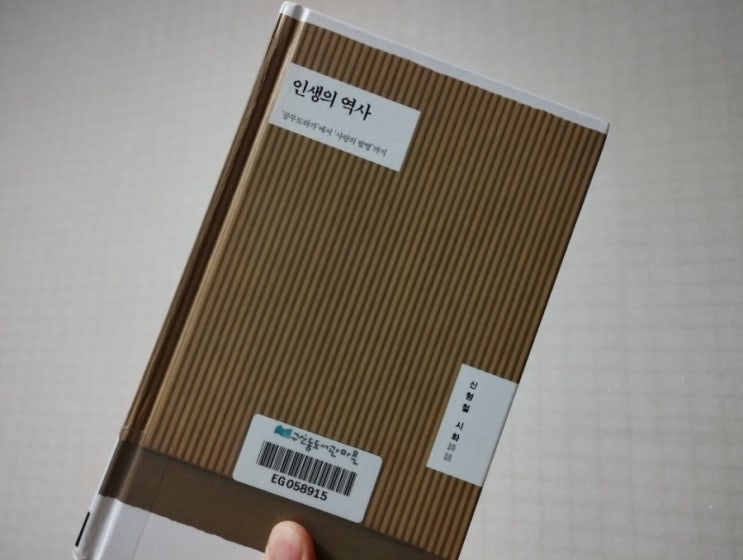 인생의 역사
'공무도하가'에서 '사랑의 발명'까지
신형철 시화
詩話
구산동도서관마을
EG058915